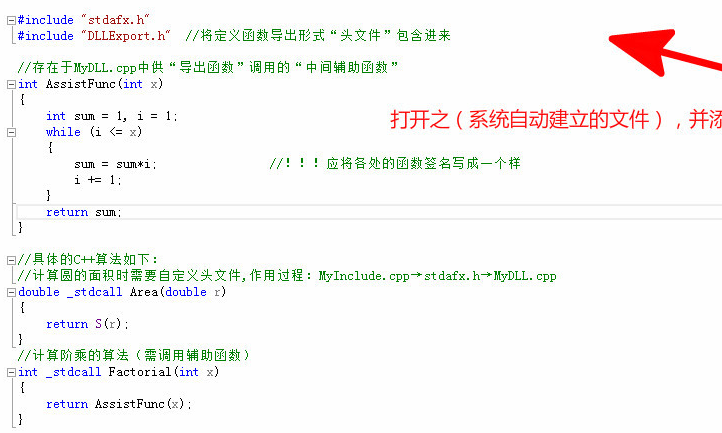 #include "stdafx.h"
#include "DLLExport.h"  //将定义函数导出形式“头文件”包含进来
//存在于MyDLL.cpp中供“导出函数”调用的“中间辅助函数”
int AssistFunc(int x)
{
    int sum = 1, i = 1;
打开之（系统自动建立的文件），并添
    while (i <= x)
    {
        sum = sum*i;  //！！！应将各处的函数签名写成一个样
        i += 1;
    }
    return sum;
}
//具体的C++算法如下：
//计算圆的面积时需要自定义头文件,作用过程：MyInclude.cpp→stdafx.h→MyDLL.cpp
double _stdcall Area(double r)
{
    return S(r);
}
//计算阶乘的算法（需调用辅助函数）
int _stdcall Factorial(int x)
{
    return AssistFunc(x);
}